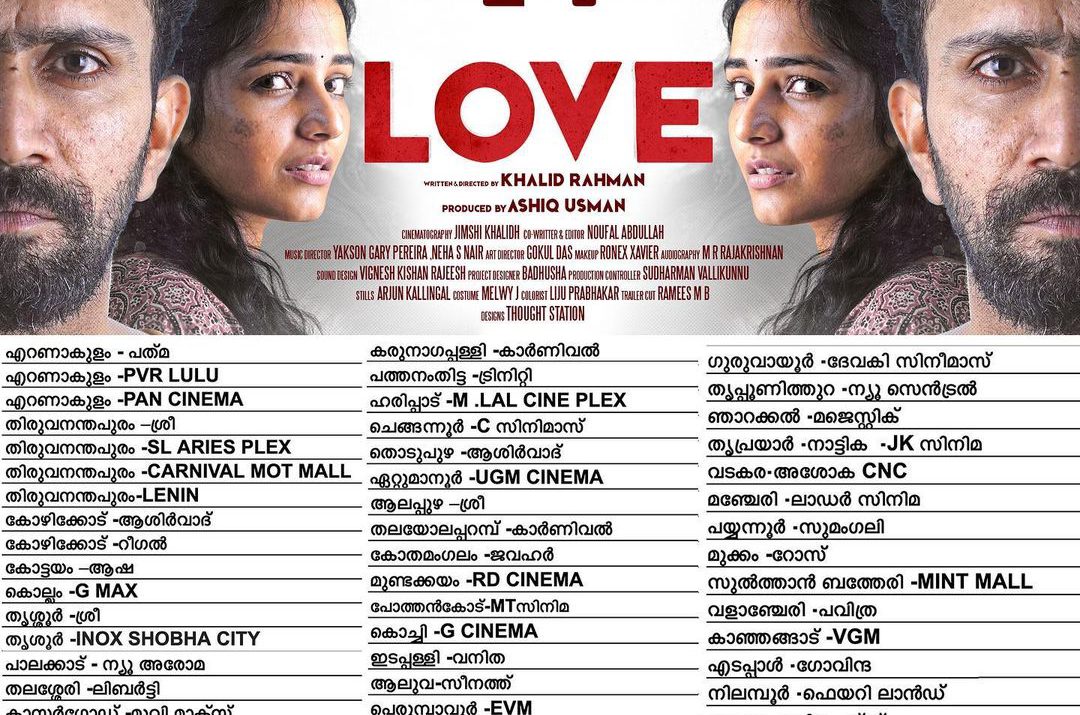 LOVE
WRITTEN & DIRECTED BY KHALID RAHMAN
PRODUCED BY ASHIQ USMAN
CINEMATOGRAPHY JIMSHI KHALIDH CO-WRITER & EDITOR NOUFAL ABDULLAH
MUSIC DIRECTOR YAKSON GARY PEREIRA ,NEHA S NAIR ART DIRECTOR GOKUL DAS MAKEUP RONEX XAVIER AUDIOGRAPHY M R RAJAKRISHNAN
SOUND DESIGN VIGNESH KISHAN RAJEESH PROJECT DESIGNER BADHUSHA PRODUCTION CONTROLLER SUDHARMAN VALLIKUNNU
STILLS ARJUN KALLINGAL COSTUME MELWY J COLORIST LIJU PRABHAKAR TRAILER CUT RAMEES M B
DESIGNS THOUGHT STATION
എറണാകുളം - പത്മ
എറണാകുളം -PVR LULU
എറണാകുളം -PAN CINEMA
തിരുവനന്തപുരം –ശ്രീ
തിരുവനന്തപുരം -SL ARIES PLEX
തിരുവനന്തപുരം -CARNIVAL MOT MALL
തിരുവനന്തപുരം-LENIN
കോഴിക്കോട് -ആശിർവാദ്
കോഴിക്കോട് -റീഗൽ
കോട്ടയം –ആഷ
കൊല്ലം -G MAX
തൃശ്ശൂർ -ശ്രീ
തൃശൂർ -INOX SHOBHA CITY
പാലക്കാട് - ന്യൂ അരോമ
തലശ്ശേരി -ലിബർട്ടി
കാസർഗോഡ് -മൂവി മാക്സ്
കരുനാഗപ്പള്ളി -കാർണിവൽ
പത്തനംതിട്ട -ട്രിനിറ്റി
ഹരിപ്പാട് -M .LAL CINE PLEX
ചെങ്ങന്നൂർ -C സിനിമാസ്
തൊടുപുഴ -ആശിർവാദ്
ഏറ്റുമാനൂർ -UGM CINEMA
ആലപ്പുഴ –ശ്രീ
തലയോലപ്പറമ്പ് -കാർണിവൽ
കോതമംഗലം -ജവഹർ
മുണ്ടക്കയം -RD CINEMA
പോത്തൻകോട്-MTസിനിമ
കൊച്ചി -G CINEMA
ഇടപ്പള്ളി -വനിത
ആലുവ-സീനത്ത്
പെരുമ്പാവൂർ -EVM
ഗുരുവായൂർ -ദേവകി സിനീമാസ്
തൃപ്പൂണിത്തുറ -ന്യൂ സെൻട്രൽ
ഞാറക്കൽ -മജെസ്റ്റിക്
തൃപ്രയാർ -നാട്ടിക -JK സിനിമ
വടകര-അശോക CNC
മഞ്ചേരി -ലാഡർ സിനിമ
പയ്യന്നൂർ -സുമംഗലി
മുക്കം -റോസ്
സുൽത്താൻ ബത്തേരി -MINT MALL
വളാഞ്ചേരി -പവിത്ര
കാഞ്ഞങ്ങാട് -VGM
എടപ്പാൾ -ഗോവിന്ദ
നിലമ്പൂർ -ഫെയറി ലാൻഡ്